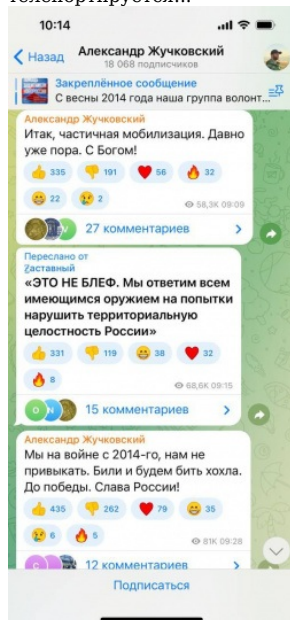 10:14
Назад
Александр Жучковский
18 068 подписчиков
Закреплённое сообщение
С весны 2014 года наша группа волонт...
Александр Жучковский
Итак, частичная мобилизация. Давно
уже пора. С Богом!
335 191 56 32
22 2
58,3K 09:09
27 комментариев
Переслано от
Zаставный
«ЭТО НЕ БЛЕФ. Мы ответим всем
имеющимся оружием на попытки
нарушить территориальную
целостность России»
331 119 38 32
8
68,6K 09:15
O N
15 комментариев
Александр Жучковский
Мы на войне с 2014-го, нам не
привыкать. Били и будем бить хохла.
До победы. Слава России!
435 262 79 35
6 5
81K 09:28
12 комментариев
Подписаться